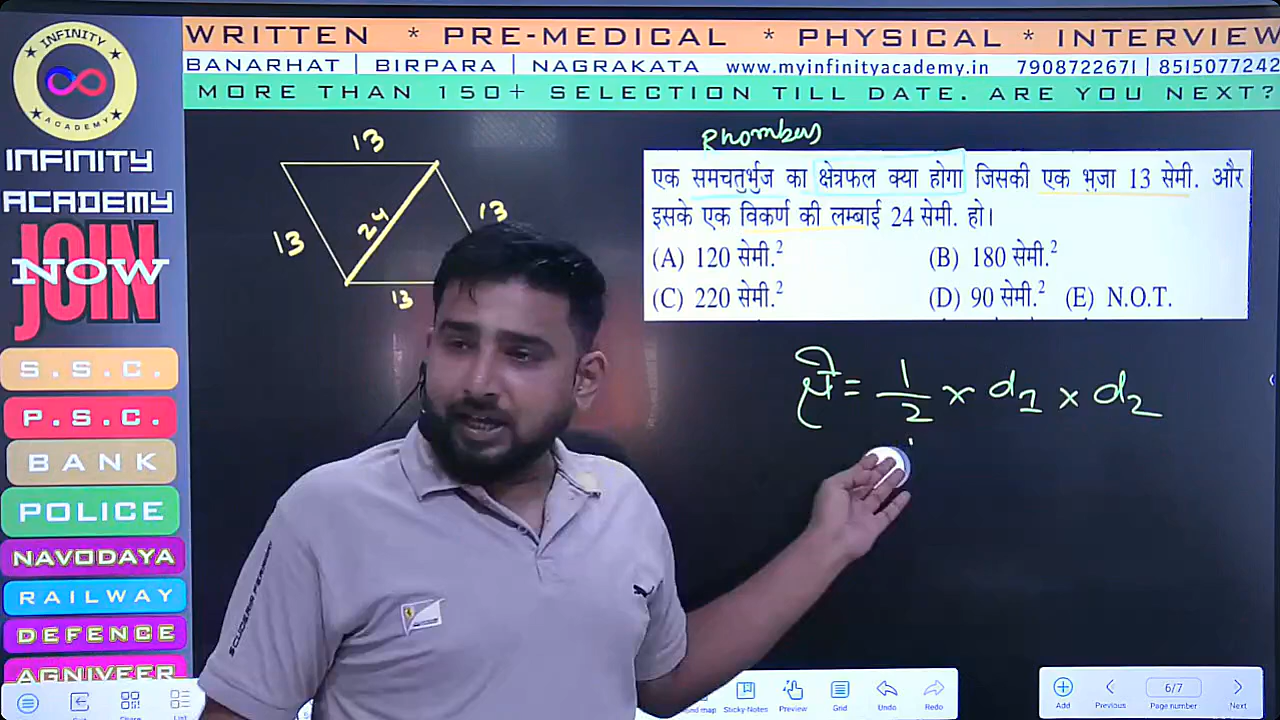 INFINITY
ACADEMY
WRITTEN * PRE-MEDICAL * PHYSICAL * INTERVIEW
BANARHAT | BIRPARA | NAGRAKATA www.myinfinityacademy.in 7908722671 | 8515077242
MORE THAN 150+ SELECTION TILL DATE. ARE YOU NEXT?
INFINITY
ACADEMY
JOIN
NOW
S.S.C.
P.S.C.
BANK
POLICE
NAVODAYA
RAILWAY
DEFENCE
AGNIVEER
13
13
24
13
13
Rhombus
एक समचतुर्भुज का क्षेत्रफल क्या होगा जिसकी एक भुजा 13 सेमी. और
इसके एक विकर्ण की लम्बाई 24 सेमी. हो।
(A) 120 सेमी.² (B) 180 सेमी.²
(C) 220 सेमी.² (D) 90 सेमी.² (E) N.O.T.
= 1/2 × d1 × d2
SCUDERIA FERRARI
Share
List
Sticky-Notes
Preview
Grid
Undo
Redo
Add
Previous
6/7
Page number
Next